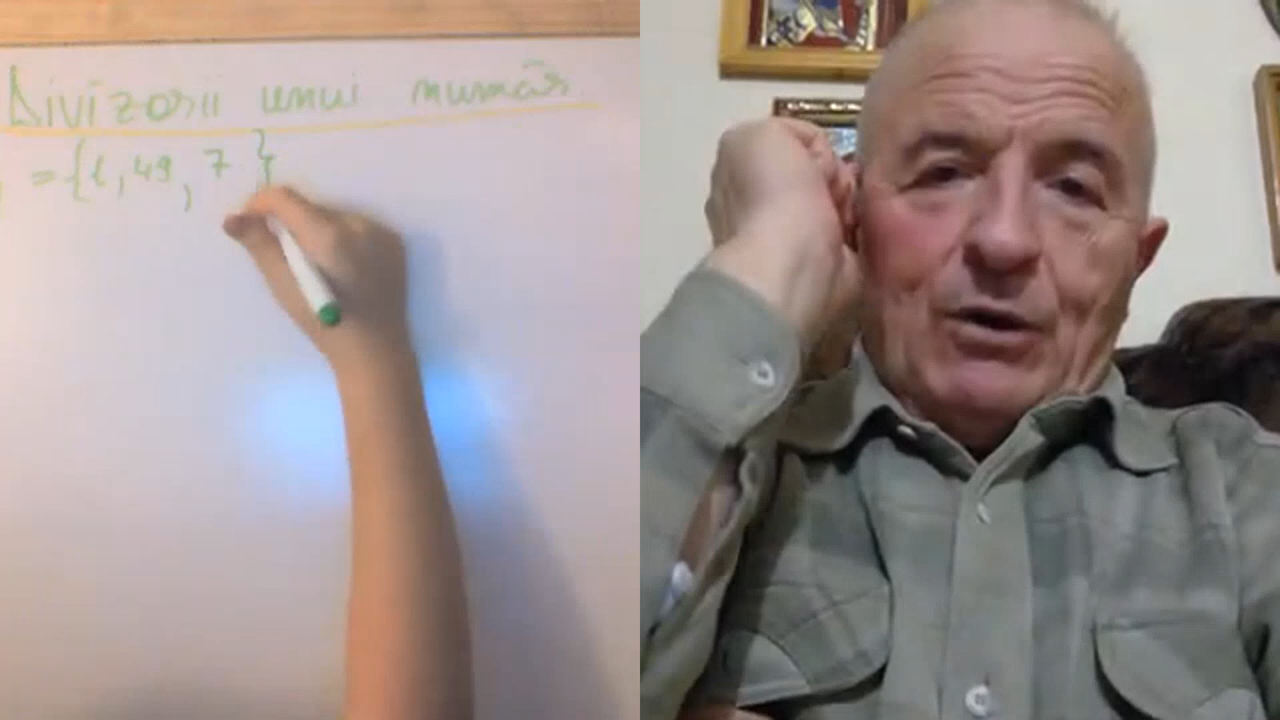 Divizorii unui număr
= {1, 49, 7}